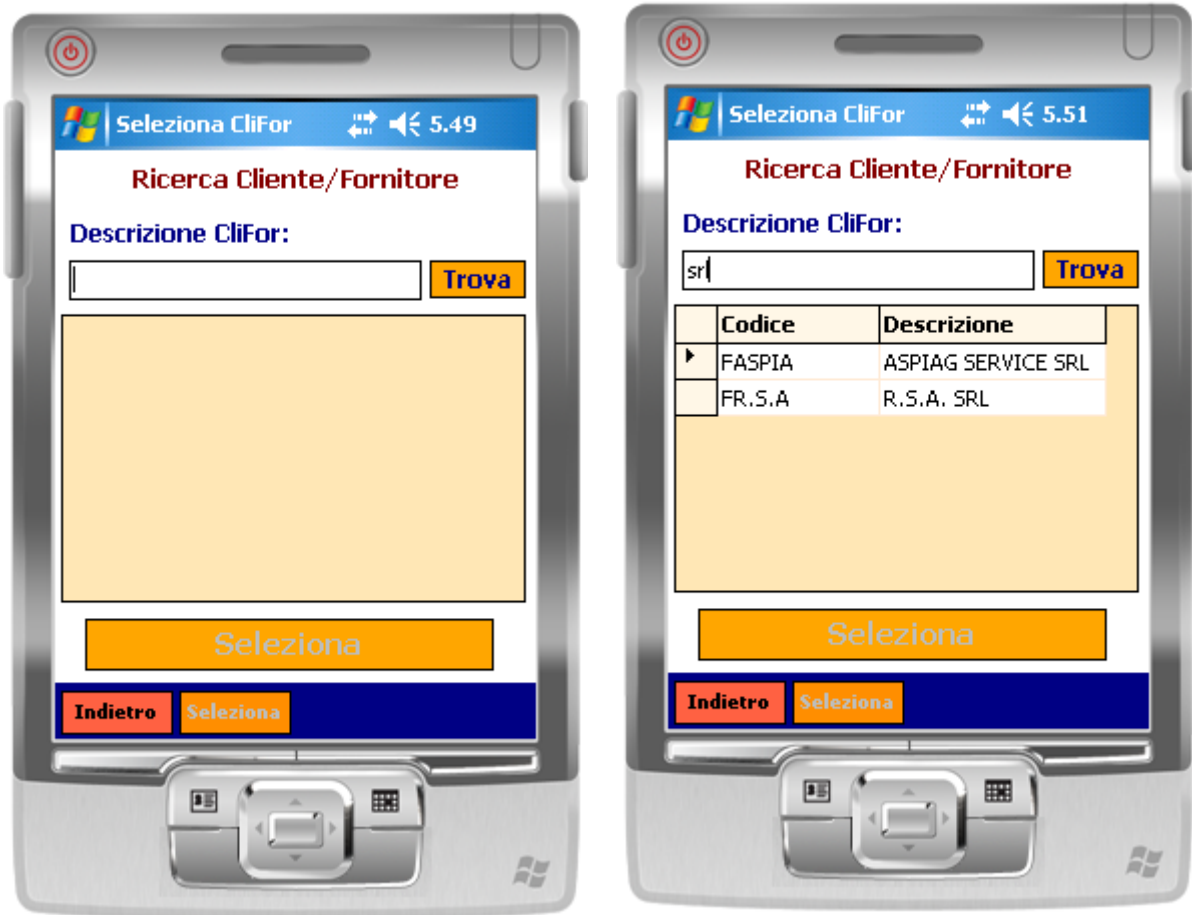 Seleziona CliFor 5.49
Ricerca Cliente/Fornitore
Descrizione CliFor:
Trova
Seleziona
Indietro Seleziona
Seleziona CliFor 5.51
Ricerca Cliente/Fornitore
Descrizione CliFor:
srl Trova
Codice Descrizione
FASPIA ASPIAG SERVICE SRL
FR.S.A R.S.A. SRL
Seleziona
Indietro Seleziona